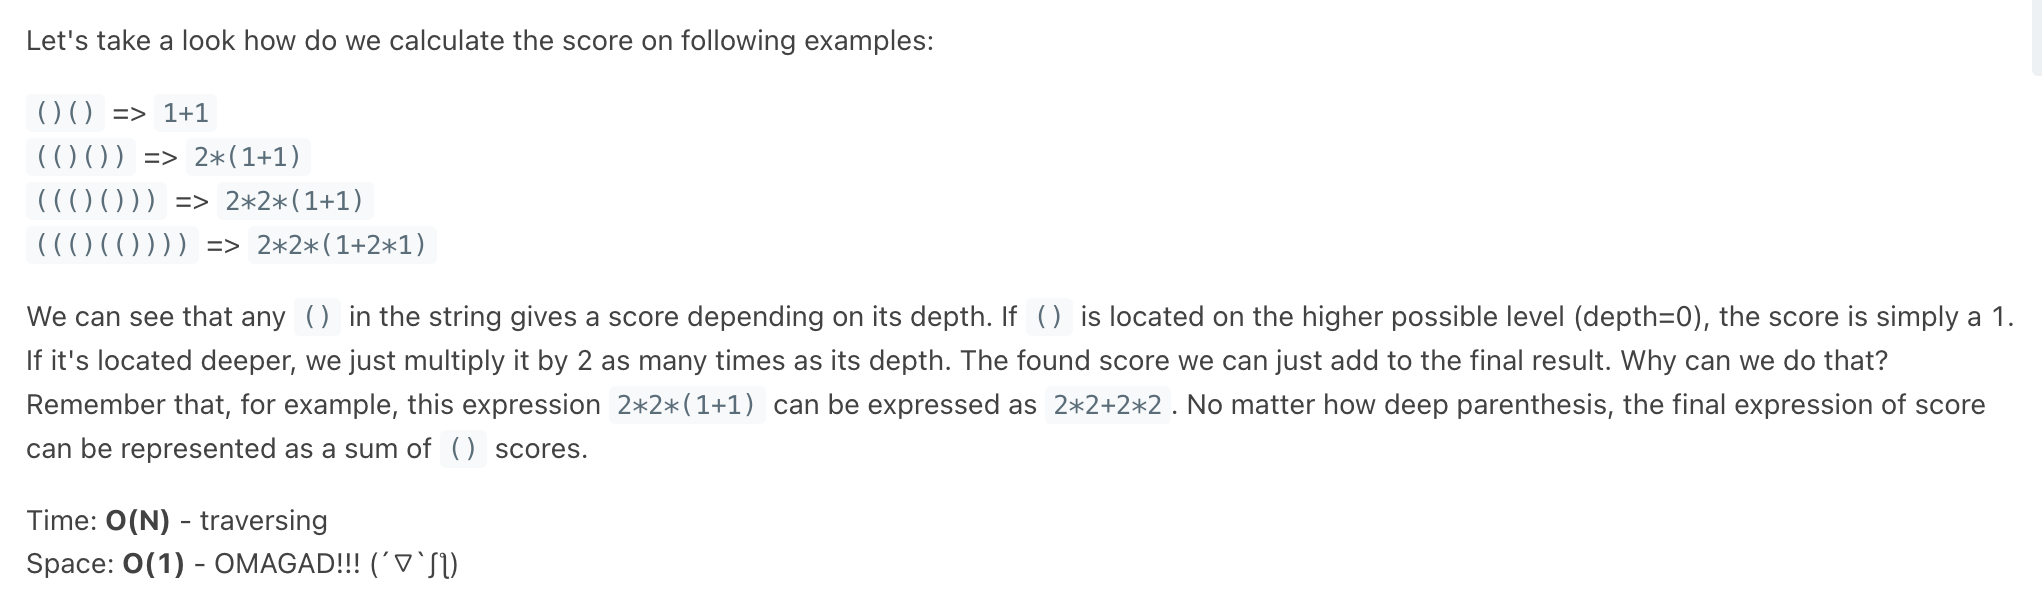 Let's take a look how do we calculate the score on following examples:
()() => 1+1
(()()) => 2*(1+1)
((()())) => 2*2*(1+1)
((()(()))) => 2*2*(1+2*1)
We can see that any () in the string gives a score depending on its depth. If () is located on the higher possible level (depth=0), the score is simply a 1.
If it's located deeper, we just multiply it by 2 as many times as its depth. The found score we can just add to the final result. Why can we do that?
Remember that, for example, this expression 2*2*(1+1) can be expressed as 2*2+2*2. No matter how deep parenthesis, the final expression of score
can be represented as a sum of () scores.
Time: O(N) - traversing
Space: O(1) - OMAGAD!!! (´∇`ʃƪ)